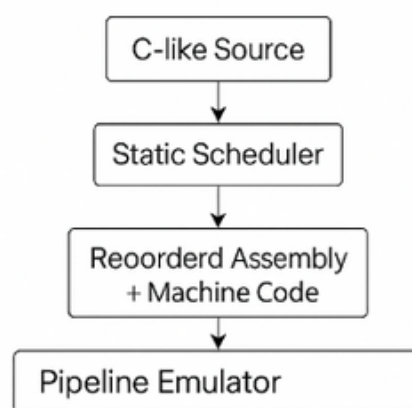 C-like Source
Static Scheduler
Reoorderd Assembly
+ Machine Code
Pipeline Emulator